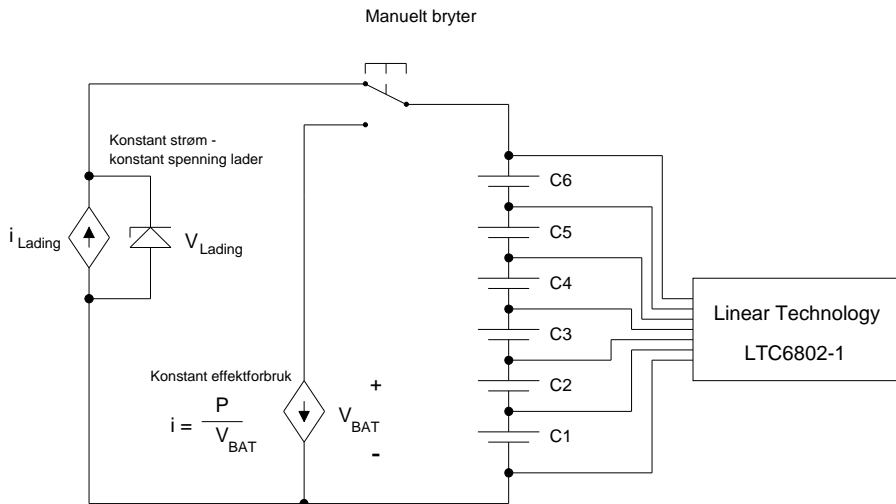 Manuelt bryter
Konstant strøm -
konstant spenning lader
i Lading
V Lading
C6
C5
C4
C3
C2
C1
Linear Technology
LTC6802-1
Konstant effektforbruk
i = P / V BAT
+
V BAT
-